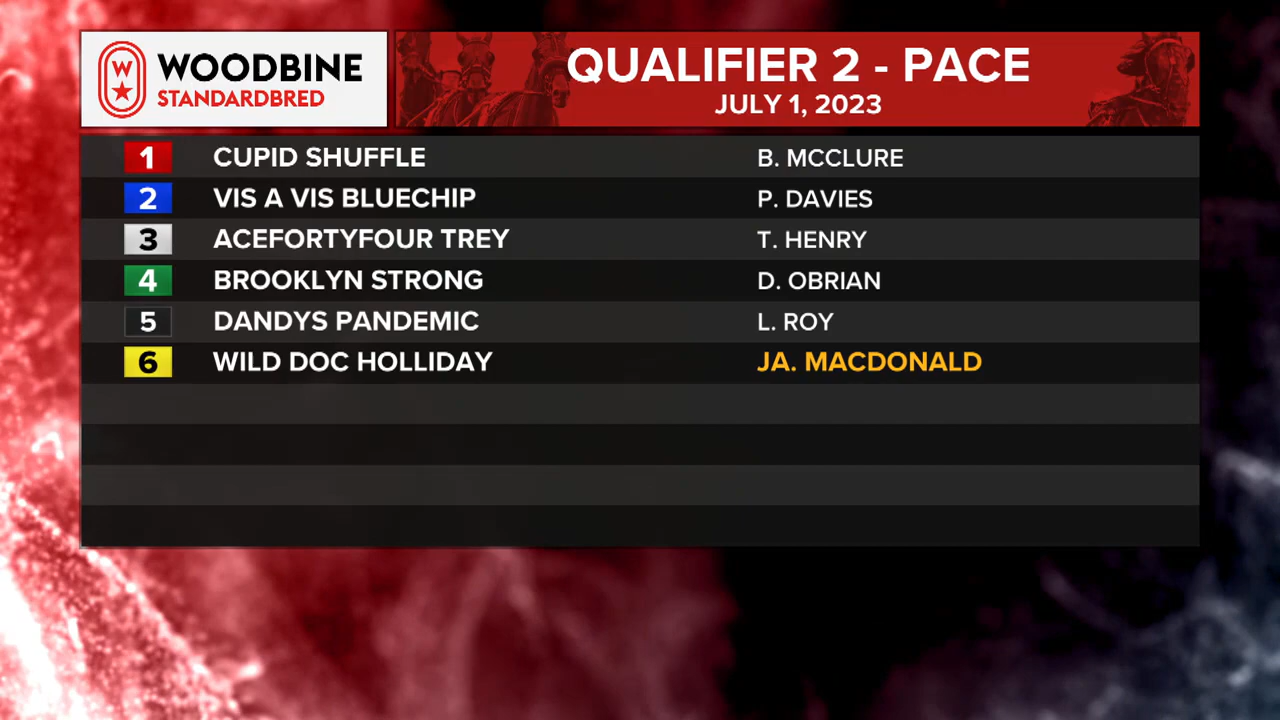 W
WOODBINE
STANDARDBRED
QUALIFIER 2 - PACE
JULY 1, 2023
1 CUPID SHUFFLE B. MCCLURE
2 VIS A VIS BLUECHIP P. DAVIES
3 ACEFORTYFOUR TREY T. HENRY
4 BROOKLYN STRONG D. OBRIAN
5 DANDYS PANDEMIC L. ROY
6 WILD DOC HOLLIDAY JA. MACDONALD